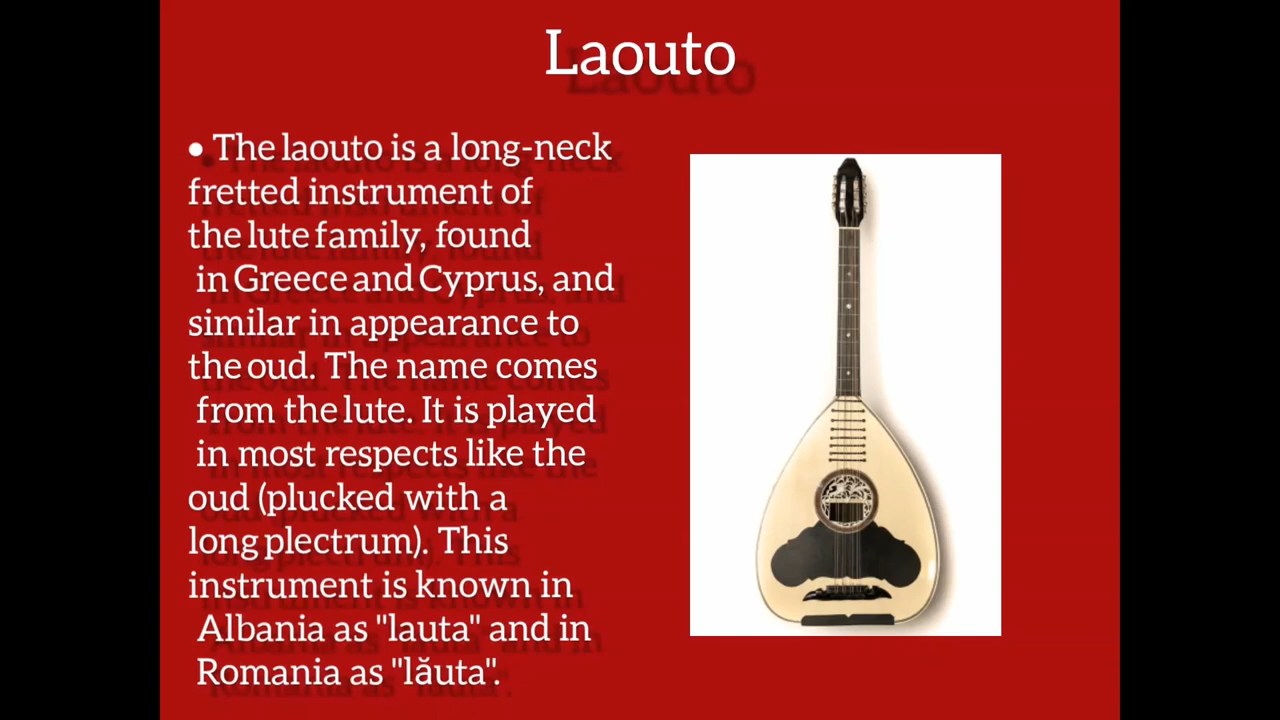 Laouto
• The laouto is a long-neck
fretted instrument of
the lute family, found
in Greece and Cyprus, and
similar in appearance to
the oud. The name comes
from the lute. It is played
in most respects like the
oud (plucked with a
long plectrum). This
instrument is known in
Albania as "lauta" and in
Romania as "lăuta".